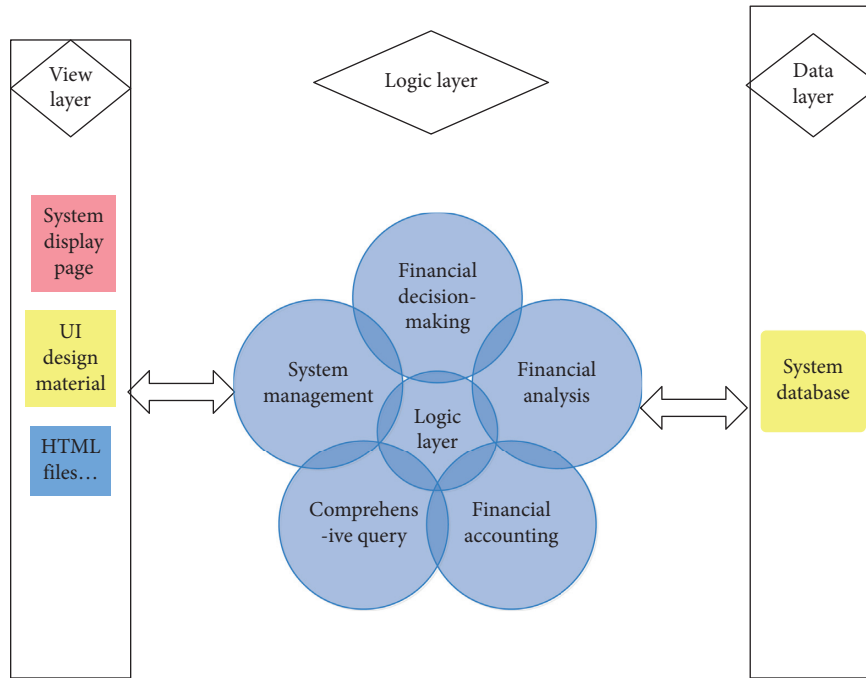 View
layer
Logic layer
Data
layer
System
display
page
UI
design
material
HTML
files…
Financial
decision-
making
System
management
Financial
analysis
Logic
layer
Comprehens
-ive query
Financial
accounting
System
database